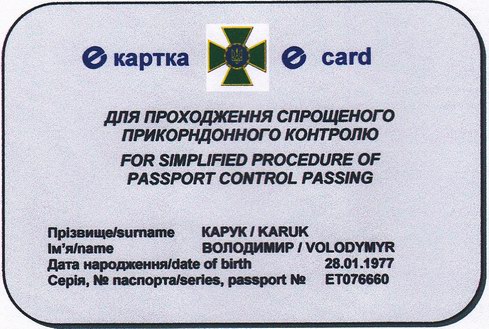 e картка e card
ДЛЯ ПРОХОДЖЕННЯ СПРОЩЕНОГО
ПРИКОРНДОННОГО КОНТРОЛЮ
FOR SIMPLIFIED PROCEDURE OF
PASSPORT CONTROL PASSING
Прізвище/surname КАРУК / KARUK
Ім'я/name ВОЛОДИМИР / VOLODYMYR
Дата народження/date of birth 28.01.1977
Серія, № паспорта/series, passport № ET076660